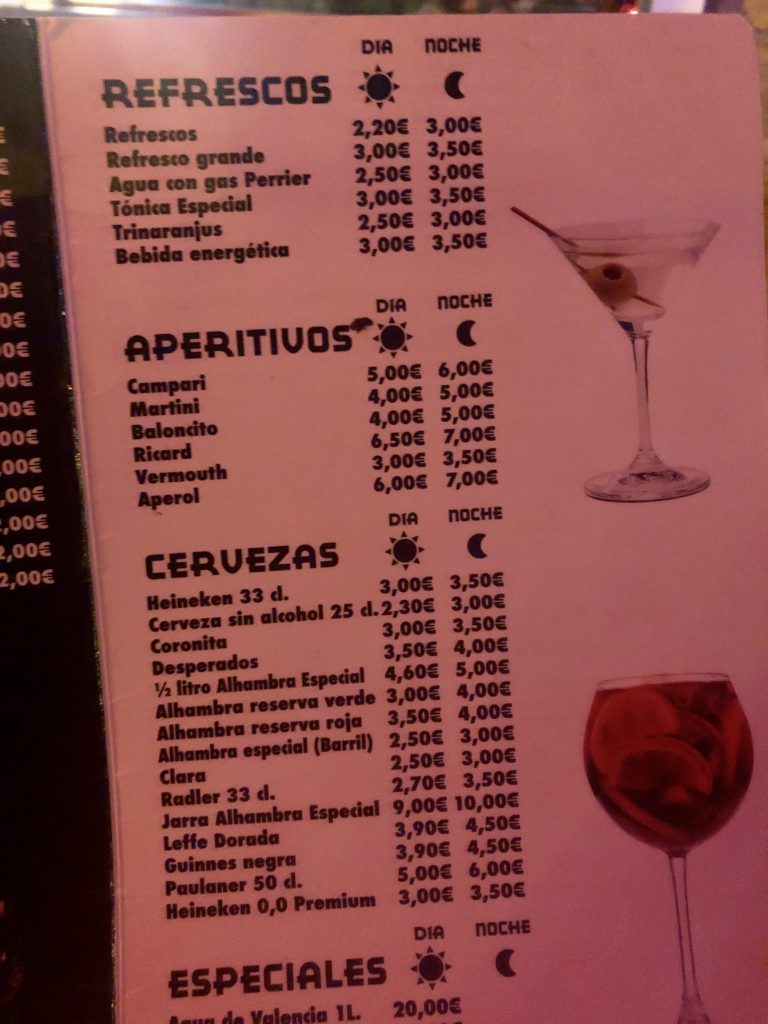 DIA NOCHE
REFRESCOS
Refrescos 2,20€ 3,00€
Refresco grande 3,00€ 3,50€
Agua con gas Perrier 2,50€ 3,00€
Tónica Especial 3,00€ 3,50€
Trinaranjus 2,50€ 3,00€
Bebida energética 3,00€ 3,50€
DIA NOCHE
APERITIVOS
Campari 5,00€ 6,00€
Martini 4,00€ 5,00€
Baloncito 4,00€ 5,00€
Ricard 6,50€ 7,00€
Vermouth 3,00€ 3,50€
Aperol 6,00€ 7,00€
DIA NOCHE
CERVEZAS
Heineken 33 cl. 3,00€ 3,50€
Cerveza sin alcohol 25 cl. 2,30€ 3,00€
Coronita 3,00€ 3,50€
Desperados 3,50€ 4,00€
½ litro Alhambra Especial 4,60€ 5,00€
Alhambra reserva verde 3,00€ 4,00€
Alhambra reserva roja 3,50€ 4,00€
Alhambra especial (Barril) 2,50€ 3,00€
Clara 2,50€ 3,00€
Radler 33 cl. 2,70€ 3,50€
Jarra Alhambra Especial 9,00€ 10,00€
Leffe Dorada 3,90€ 4,50€
Guinnes negra 3,90€ 4,50€
Paulaner 50 cl. 5,00€ 6,00€
Heineken 0,0 Premium 3,00€ 3,50€
DIA NOCHE
ESPECIALES
Agua de Valencia 1L. 20,00€